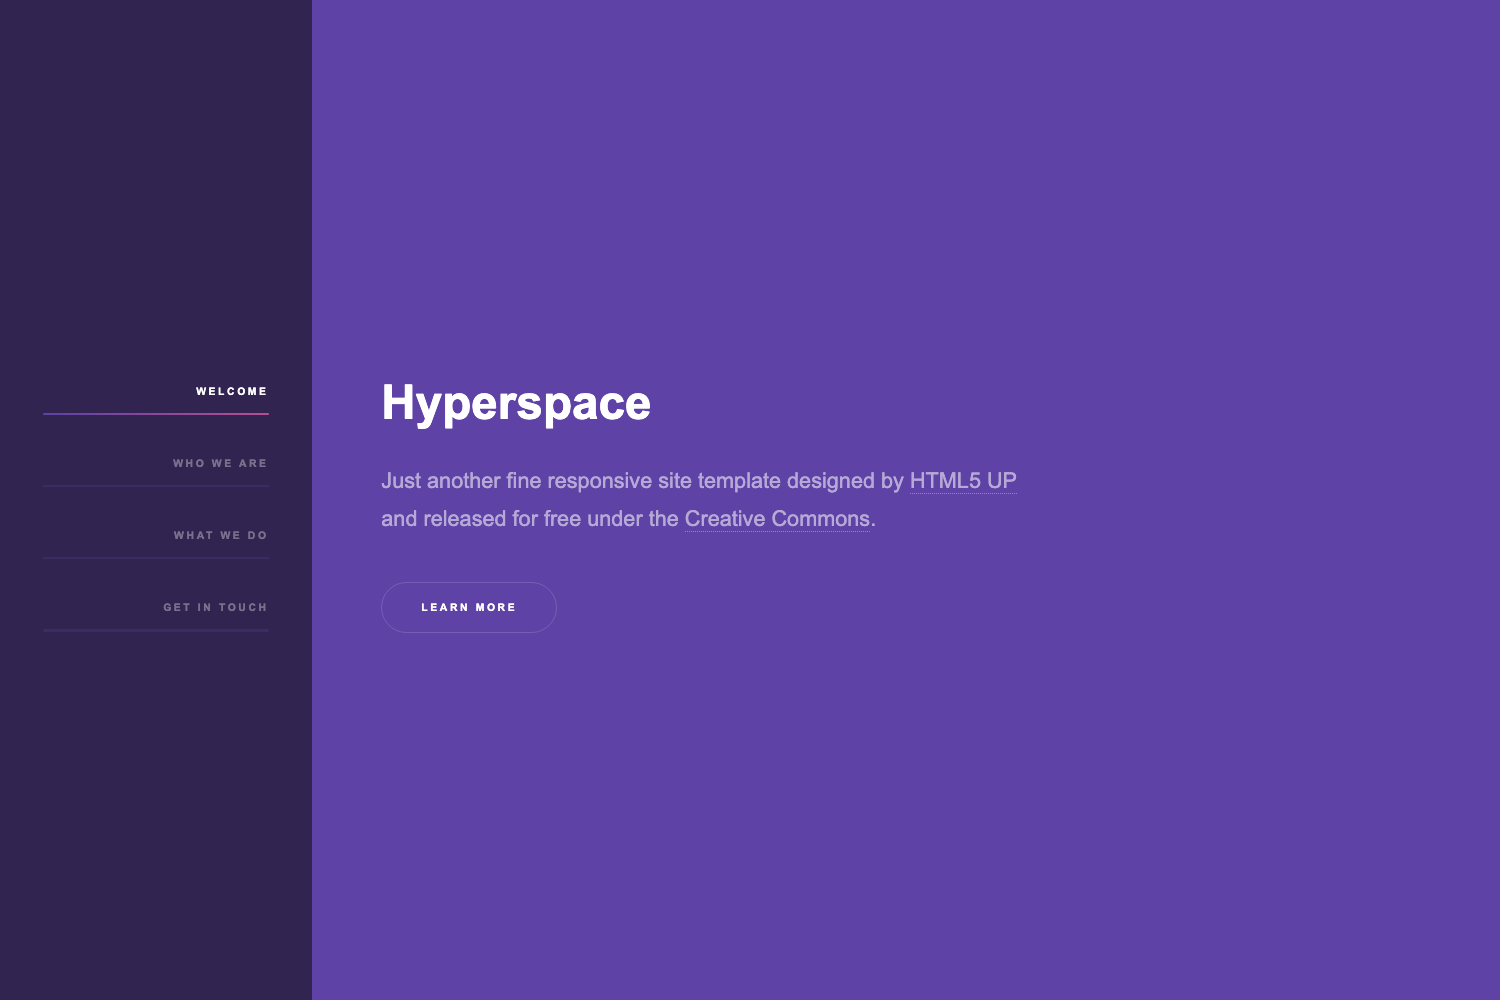 WELCOME
WHO WE ARE
WHAT WE DO
GET IN TOUCH
Hyperspace
Just another fine responsive site template designed by HTML5 UP
and released for free under the Creative Commons.
LEARN MORE